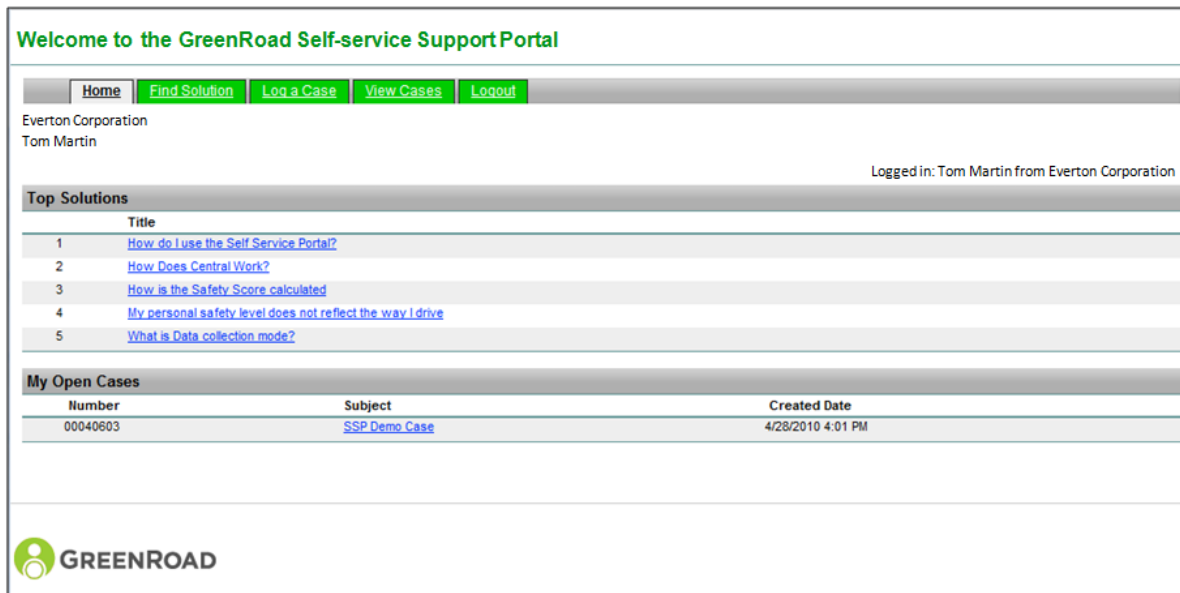 Welcome to the GreenRoad Self-service Support Portal
Home Find Solution Log a Case View Cases Logout
Everton Corporation
Tom Martin
Logged in: Tom Martin from Everton Corporation
Top Solutions
Title
1 How do I use the Self Service Portal?
2 How Does Central Work?
3 How is the Safety Score calculated
4 My personal safety level does not reflect the way I drive
5 What is Data collection mode?
My Open Cases
Number Subject Created Date
00040603 SSP Demo Case 4/28/2010 4:01 PM
GREENROAD